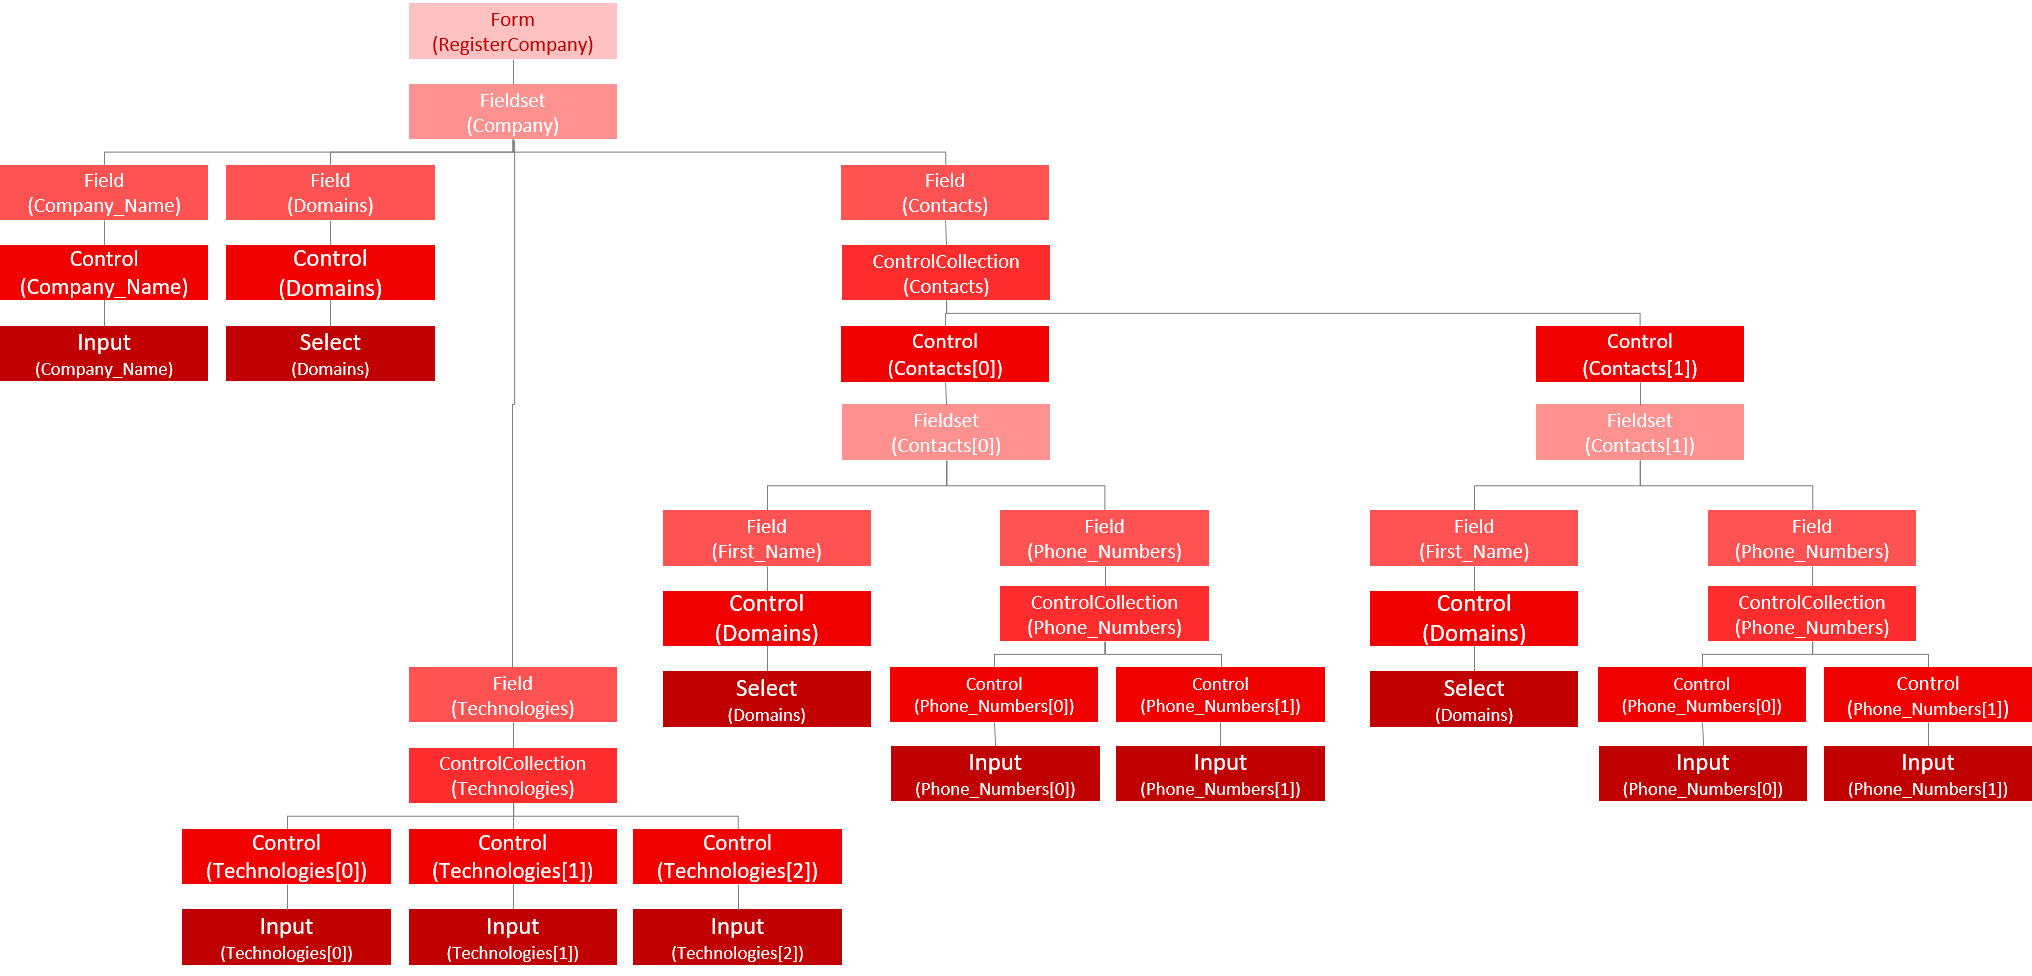 Form
(RegisterCompany)
Fieldset
(Company)
Field
(Company_Name)
Field
(Domains)
Field
(Contacts)
Control
(Company_Name)
Control
(Domains)
ControlCollection
(Contacts)
Input
(Company_Name)
Select
(Domains)
Control
(Contacts[0])
Control
(Contacts[1])
Fieldset
(Contacts[0])
Fieldset
(Contacts[1])
Field
(First_Name)
Field
(Phone_Numbers)
Field
(First_Name)
Field
(Phone_Numbers)
Control
(Domains)
ControlCollection
(Phone_Numbers)
Control
(Domains)
ControlCollection
(Phone_Numbers)
Field
(Technologies)
Select
(Domains)
Control
(Phone_Numbers[0])
Control
(Phone_Numbers[1])
Select
(Domains)
Control
(Phone_Numbers[0])
Control
(Phone_Numbers[1])
ControlCollection
(Technologies)
Input
(Phone_Numbers[0])
Input
(Phone_Numbers[1])
Input
(Phone_Numbers[0])
Input
(Phone_Numbers[1])
Control
(Technologies[0])
Control
(Technologies[1])
Control
(Technologies[2])
Input
(Technologies[0])
Input
(Technologies[1])
Input
(Technologies[2])